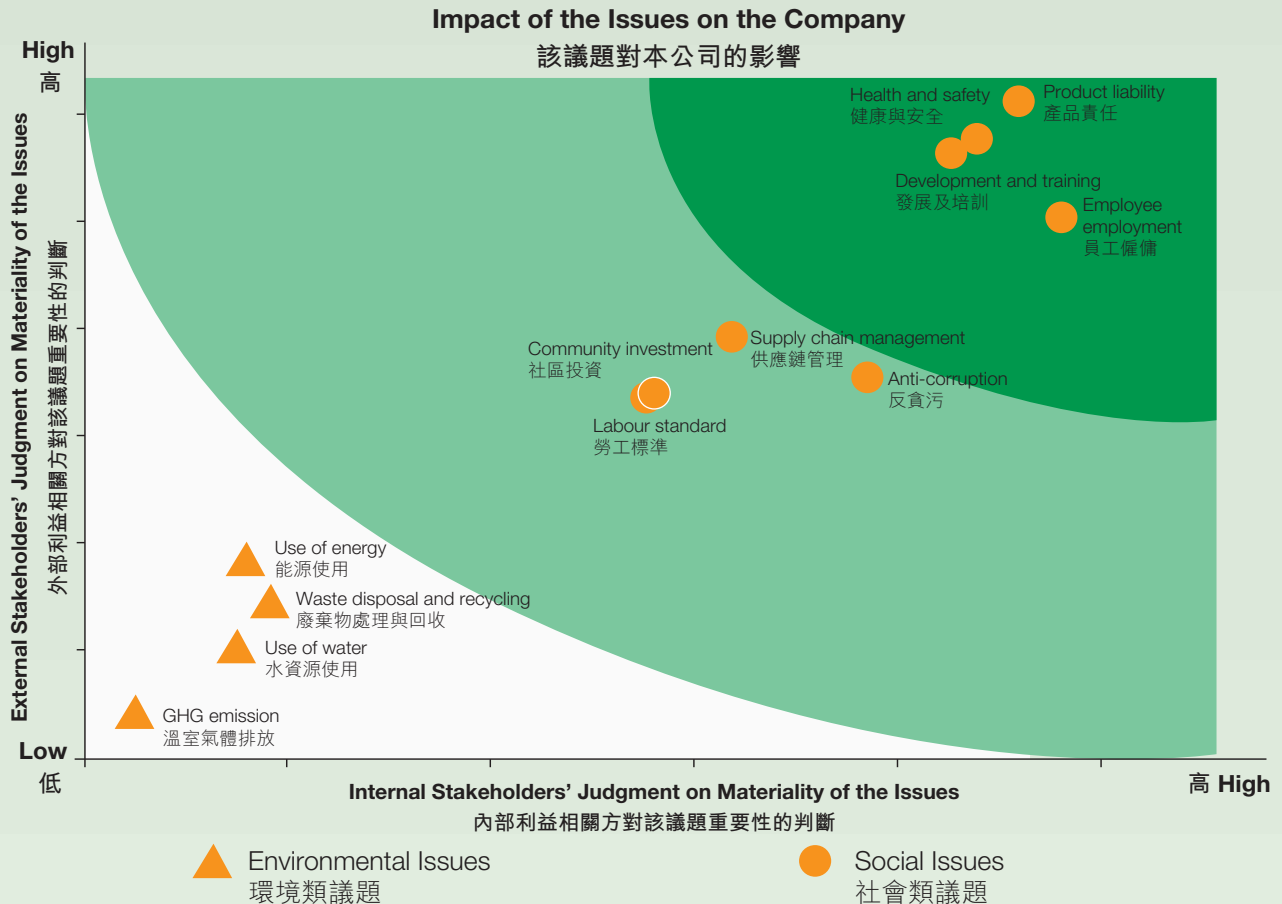 Impact of the Issues on the Company
該議題對本公司的影響
High
高
External Stakeholders' Judgment on Materiality of the Issues
外部利益相關方對該議題重要性的判斷
Health and safety
健康與安全
Product liability
產品責任
Development and training
發展及培訓
Employee
employment
員工僱傭
Supply chain management
供應鏈管理
Community investment
社區投資
Anti-corruption
反貪污
Labour standard
勞工標準
Use of energy
能源使用
Waste disposal and recycling
廢棄物處理與回收
Use of water
水資源使用
GHG emission
溫室氣體排放
Low
低
Internal Stakeholders' Judgment on Materiality of the Issues
內部利益相關方對該議題重要性的判斷
高 High
Environmental Issues
環境類議題
Social Issues
社會類議題